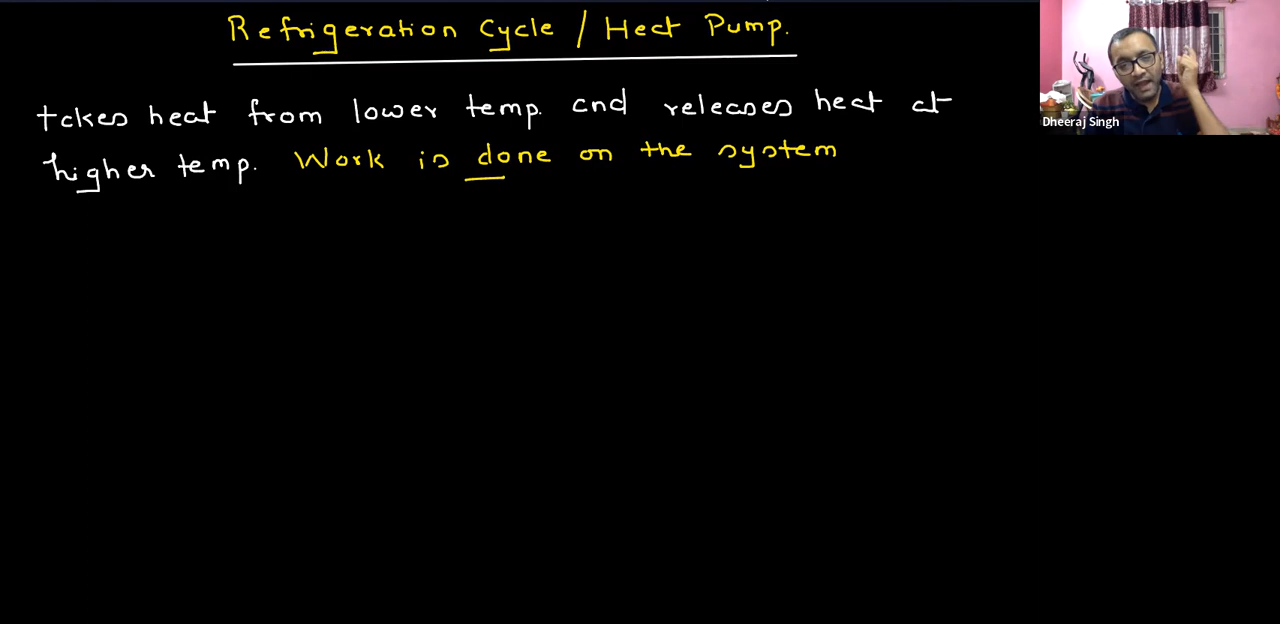 Refrigeration Cycle / Heat Pump.
takes heat from lower temp. and releases heat at
higher temp. Work is done on the system
Dheeraj Singh